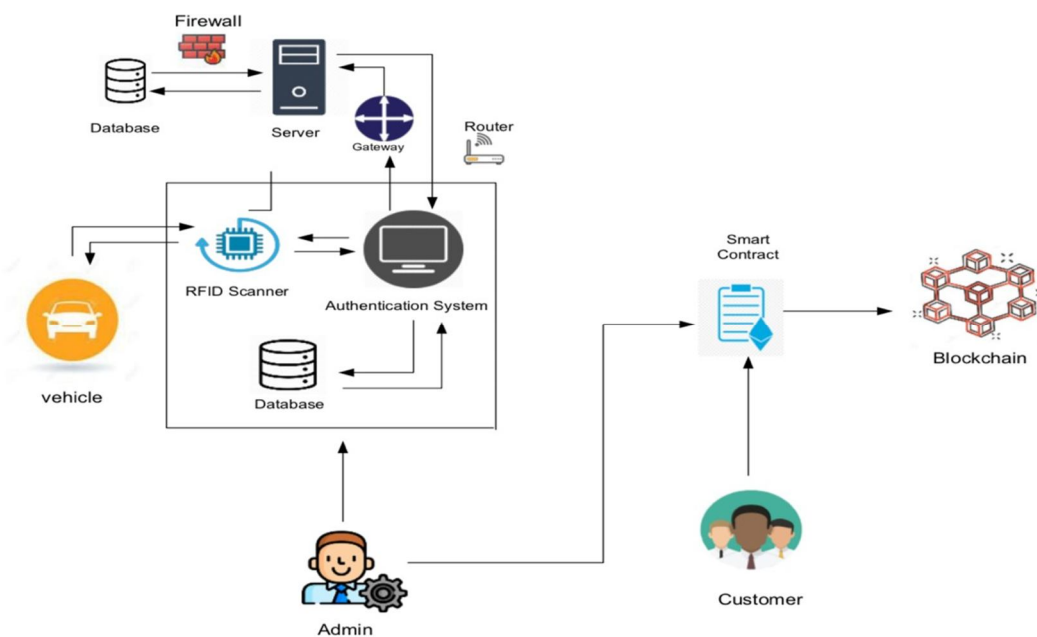 Firewall
Database
Server
Gateway
Router
RFID Scanner
Authentication System
Database
vehicle
Smart
Contract
Blockchain
Customer
Admin